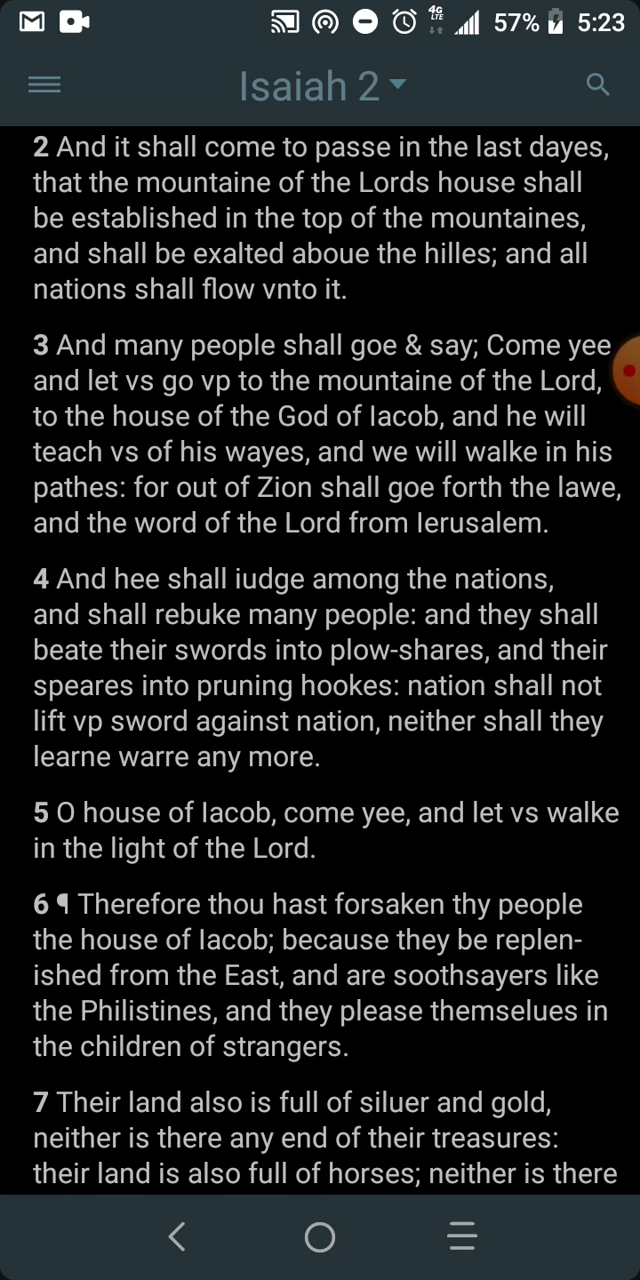 4G
LTE
57%
5:23
Isaiah 2
2 And it shall come to passe in the last dayes,
that the mountaine of the Lords house shall
be established in the top of the mountaines,
and shall be exalted aboue the hilles; and all
nations shall flow vnto it.
3 And many people shall goe & say; Come yee
and let vs go vp to the mountaine of the Lord,
to the house of the God of Iacob, and he will
teach vs of his wayes, and we will walke in his
pathes: for out of Zion shall goe forth the lawe,
and the word of the Lord from Ierusalem.
4 And hee shall iudge among the nations,
and shall rebuke many people: and they shall
beate their swords into plow-shares, and their
speares into pruning hookes: nation shall not
lift vp sword against nation, neither shall they
learne warre any more.
5 O house of Iacob, come yee, and let vs walke
in the light of the Lord.
6 ¶ Therefore thou hast forsaken thy people
the house of Iacob; because they be replen-
ished from the East, and are soothsayers like
the Philistines, and they please themselues in
the children of strangers.
7 Their land also is full of siluer and gold,
neither is there any end of their treasures:
their land is also full of horses; neither is there